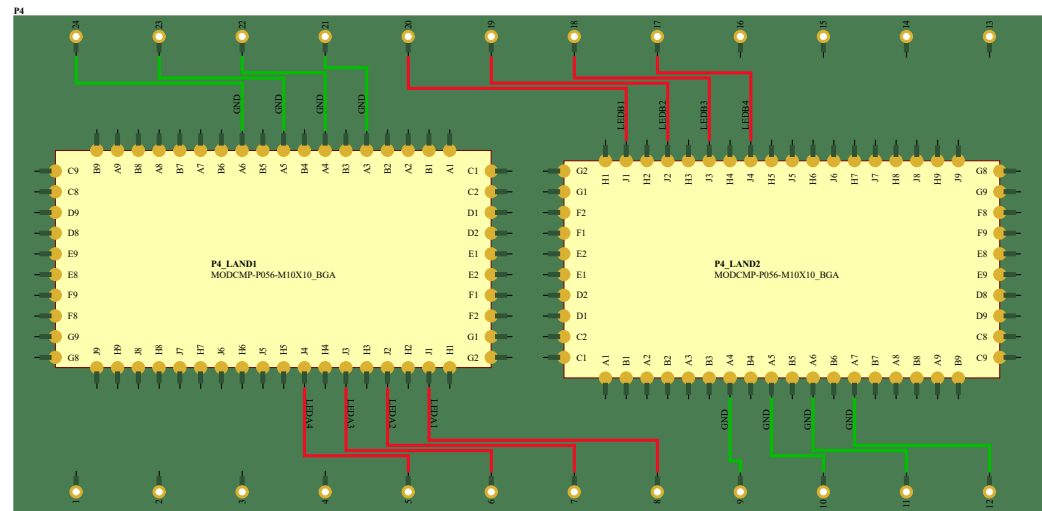 P4
24 23 22 21 20 19 18 17 16 15 14 13
GND GND GND GND
LEDB1 LEDB2 LEDB3 LEDB4
B9 A9 B8 A8 B7 A7 B6 A6 B5 A5 B4 A4 B3 A3 B2 A2 B1 A1
C9
C8
D9
D8
E9
E8
F9
F8
G9
G8
C1
C2
D1
D2
E1
E2
F1
F2
G1
G2
P4_LAND1
MODCMP-P056-M10X10_BGA
J9 H9 J8 H8 J7 H7 J6 H6 J5 H5 J4 H4 J3 H3 J2 H2 J1 H1
LEDA4 LEDA3 LEDA2 LEDA1
H1 J1 H2 J2 H3 J3 H4 J4 H5 J5 H6 J6 H7 J7 H8 J8 H9 J9
G2
G1
F2
F1
E2
E1
D2
D1
C2
C1
G8
G9
F8
F9
E8
E9
D8
D9
C8
C9
P4_LAND2
MODCMP-P056-M10X10_BGA
A1 B1 A2 B2 A3 B3 A4 B4 A5 B5 A6 B6 A7 B7 A8 B8 A9 B9
GND GND GND GND
1 2 3 4 5 6 7 8 9 10 11 12